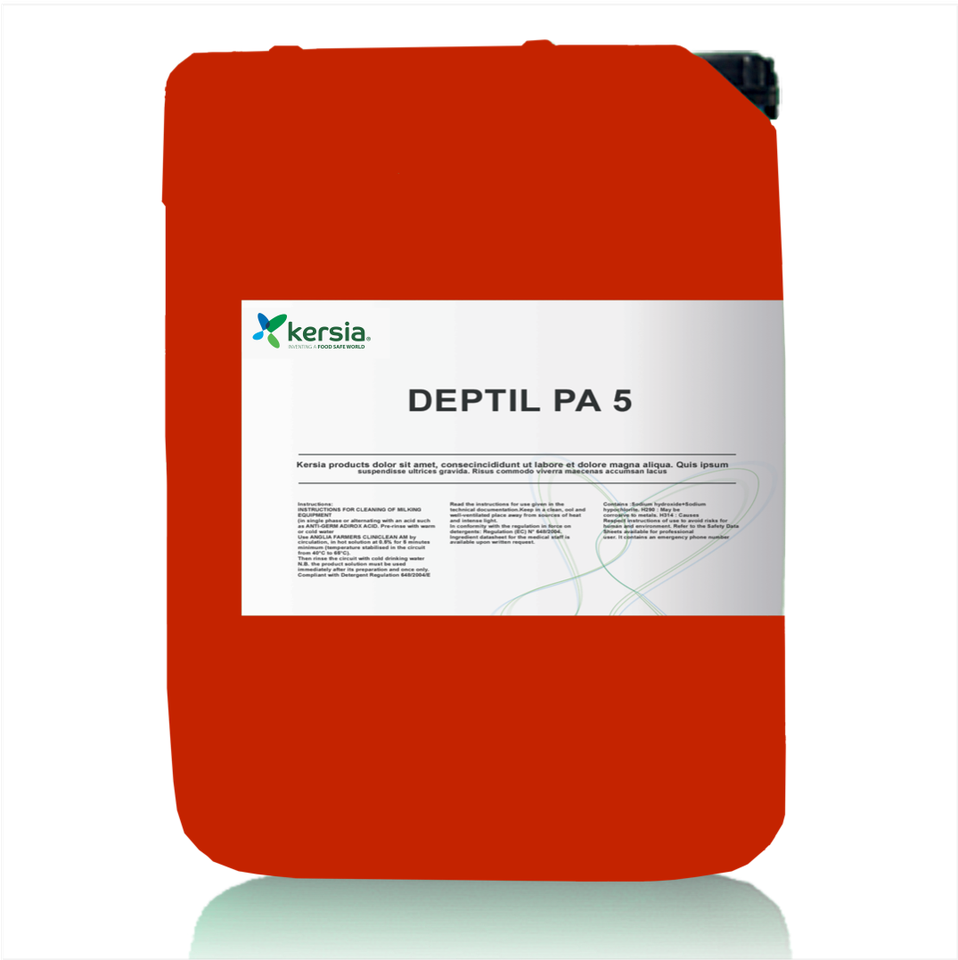 kersia®
INVENTING A FOOD SAFE WORLD
DEPTIL PA 5
Kersia products dolor sit amet, consecincididunt ut labore et dolore magna aliqua. Quis ipsum
suspendisse ultrices gravida. Risus commodo viverra maecenas accumsan lacus
Instructions:
INSTRUCTIONS FOR CLEANING OF MILKING
EQUIPMENT
(in single phase or alternating with an acid such
as ANTI-GERM ADIROX ACID. Pre-rinse with warm
or cold water
Use ANGLIA FARMERS CLINICLEAN AM by
circulation, in hot solution at 0.5% for 8 minutes
minimum (temperature stabilised in the circuit
from 40°C to 68°C).
Then rinse the circuit with cold drinking water
N.B. the product solution must be used
immediately after its preparation and once only.
Compliant with Detergent Regulation 648/2004/E
Read the instructions for use given in the
technical documentation.Keep in a clean, ool and
well-ventilated place away from sources of heat
and intense light.
In conformity with the regulation in force on
detergents: Regulation (EC) N° 648/2004.
Ingredient datasheet for the medical staff is
available upon written request.
Contains :Sodium hydroxide+Sodium
hypochlorite. H290 : May be
corrosive to metals. H314 : Causes
Respect instructions of use to avoid risks for
human and environment. Refer to the Safety Data
Sheets available for professional
user. It contains an emergency phone number